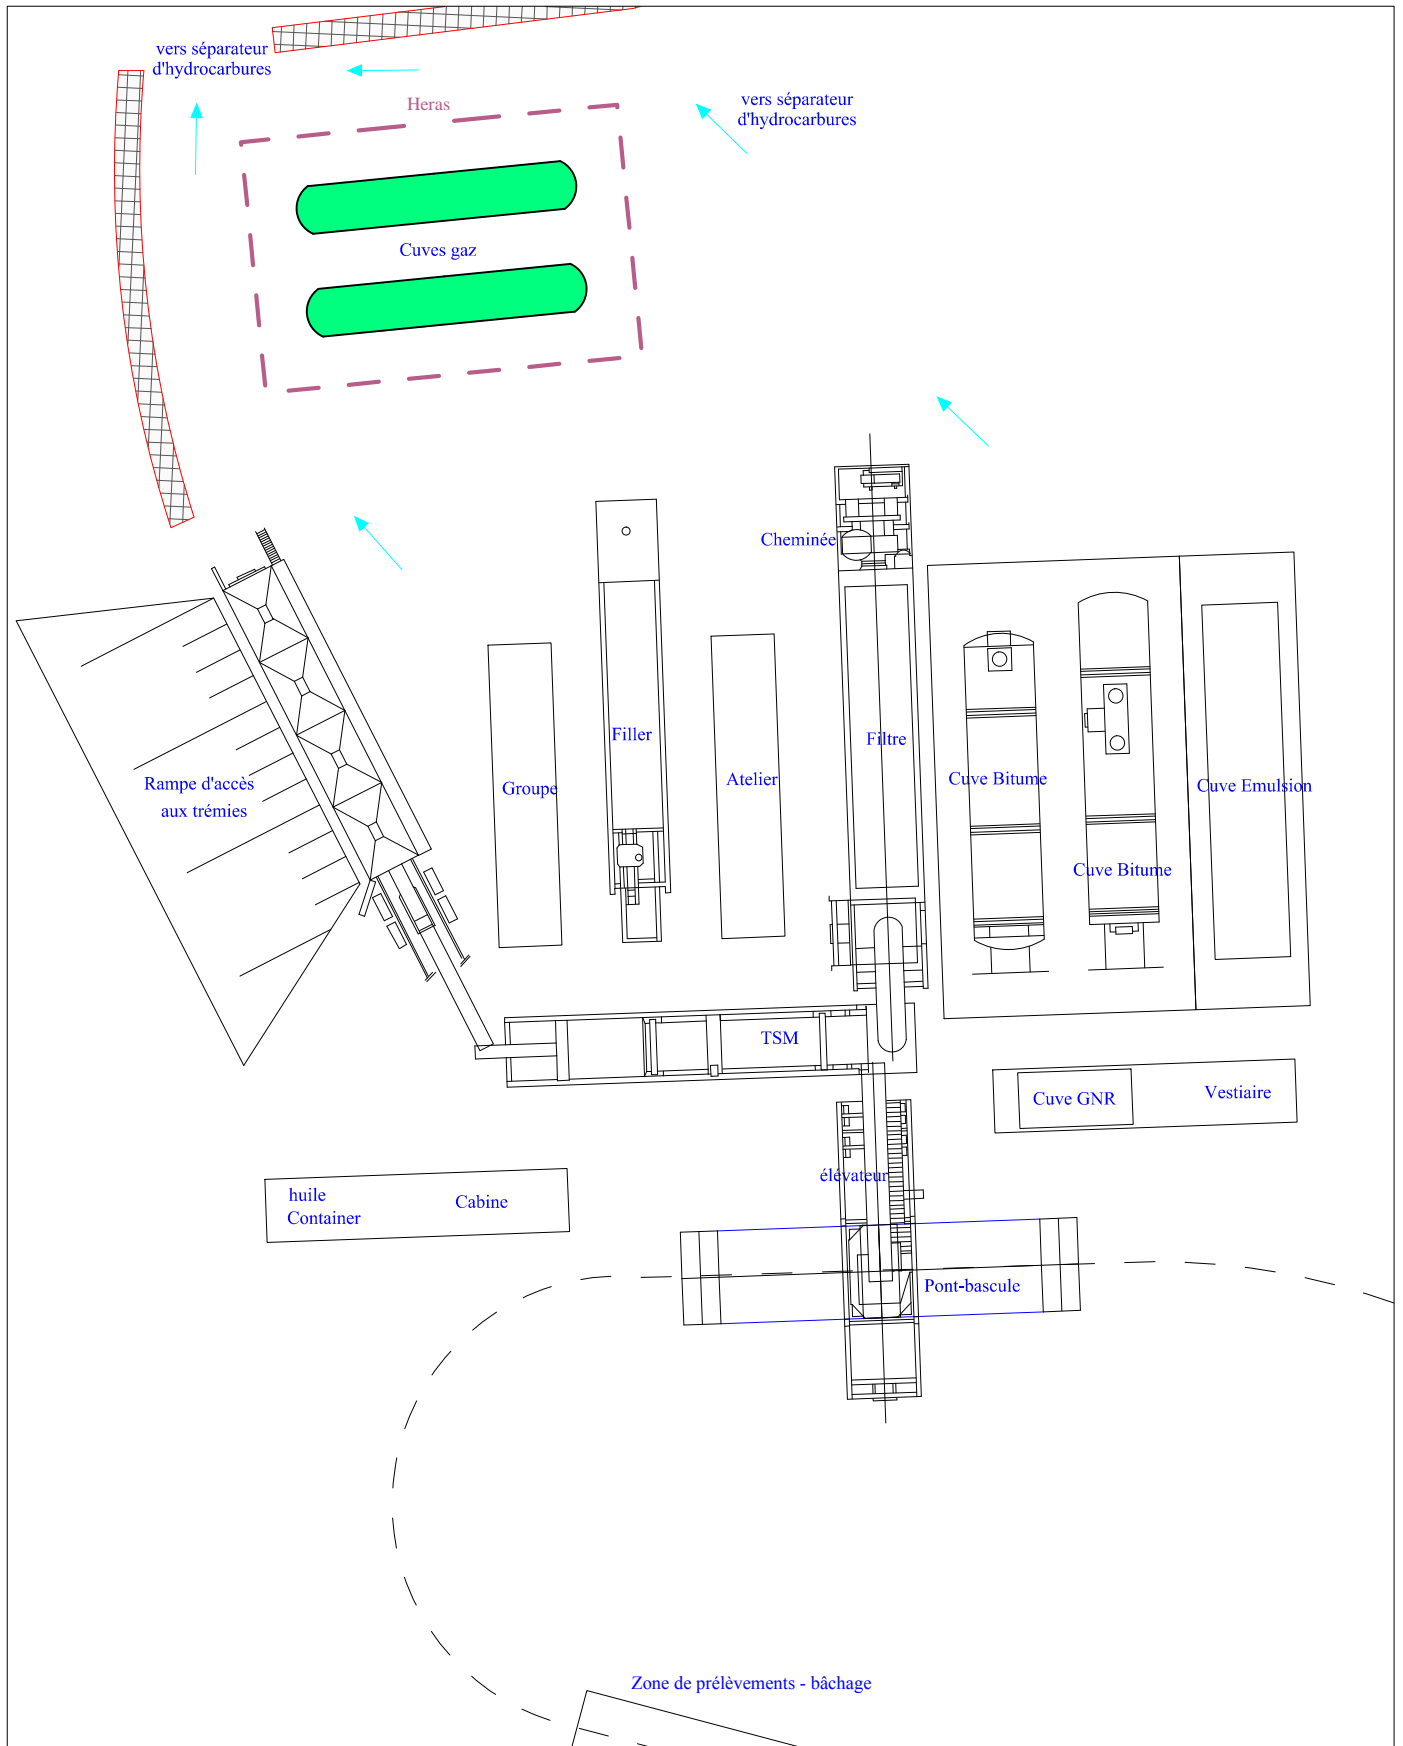 vers séparateur
d'hydrocarbures
Heras
vers séparateur
d'hydrocarbures
Cuves gaz
Cheminée
Filler
Filtre
Groupe
Atelier
Cuve Bitume
Cuve Emulsion
Rampe d'accès
aux trémies
Cuve Bitume
TSM
Cuve GNR
Vestiaire
élévateur
huile
Container
Cabine
Pont-bascule
Zone de prélèvements - bâchage